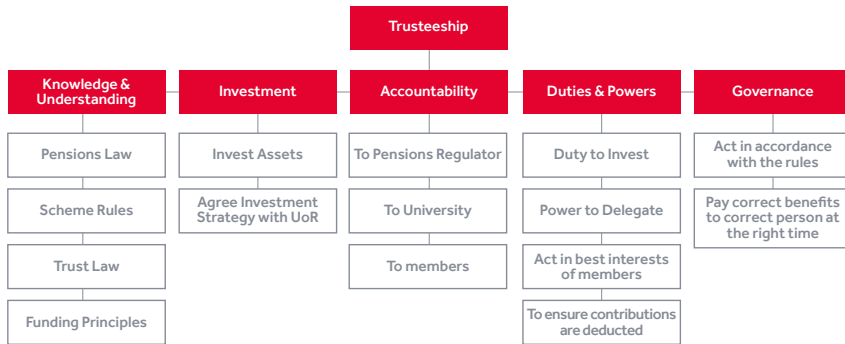 Trusteeship
Knowledge &
Understanding
Investment
Accountability
Duties & Powers
Governance
Pensions Law
Scheme Rules
Trust Law
Funding Principles
Invest Assets
Agree Investment
Strategy with UoR
To Pensions Regulator
To University
To members
Duty to Invest
Power to Delegate
Act in best interests
of members
To ensure contributions
are deducted
Act in accordance
with the rules
Pay correct benefits
to correct person at
the right time